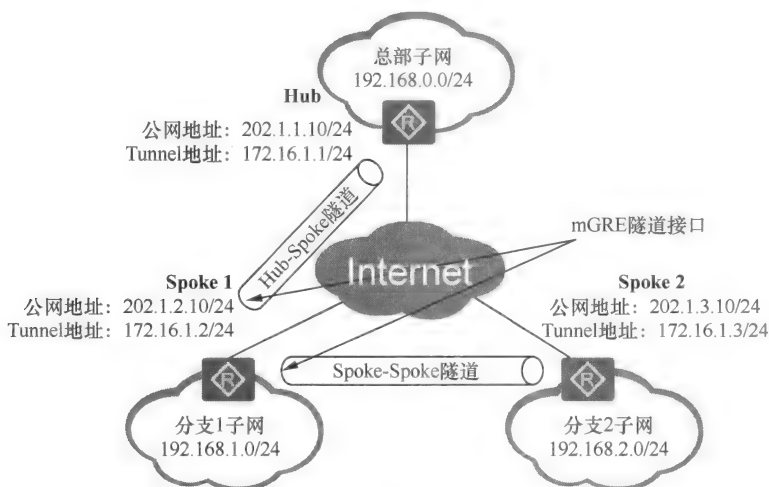 总部子网
192.168.0.0/24
Hub
R
公网地址：202.1.1.10/24
Tunnel地址：172.16.1.1/24
Hub-Spoke隧道
mGRE隧道接口
Internet
Spoke 1
公网地址：202.1.2.10/24
Tunnel地址：172.16.1.2/24
Spoke 2
公网地址：202.1.3.10/24
Tunnel地址：172.16.1.3/24
R
Spoke-Spoke隧道
R
分支1子网
192.168.1.0/24
分支2子网
192.168.2.0/24